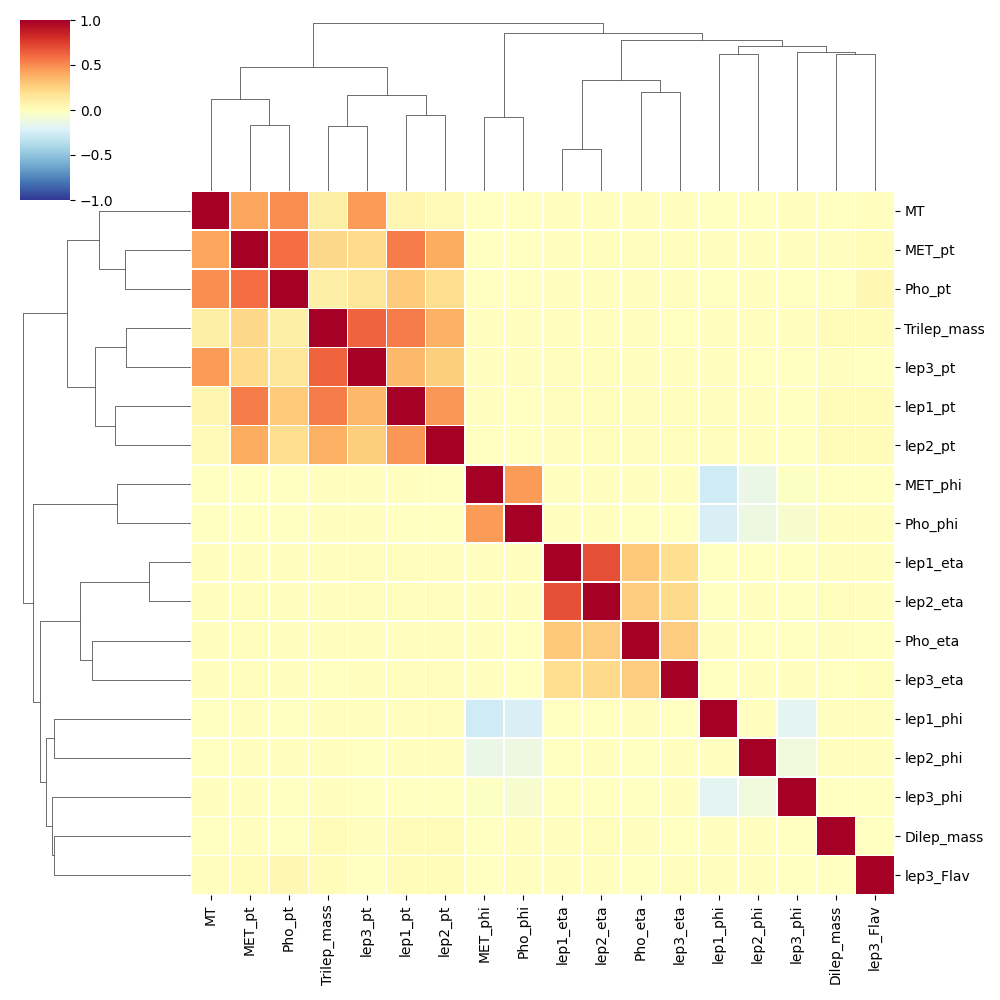 1.0
0.5
0.0
−0.5
−1.0
MT
MET_pt
Pho_pt
Trilep_mass
lep3_pt
lep1_pt
lep2_pt
MET_phi
Pho_phi
lep1_eta
lep2_eta
Pho_eta
lep3_eta
lep1_phi
lep2_phi
lep3_phi
Dilep_mass
lep3_Flav
MT
MET_pt
Pho_pt
Trilep_mass
lep3_pt
lep1_pt
lep2_pt
MET_phi
Pho_phi
lep1_eta
lep2_eta
Pho_eta
lep3_eta
lep1_phi
lep2_phi
lep3_phi
Dilep_mass
lep3_Flav